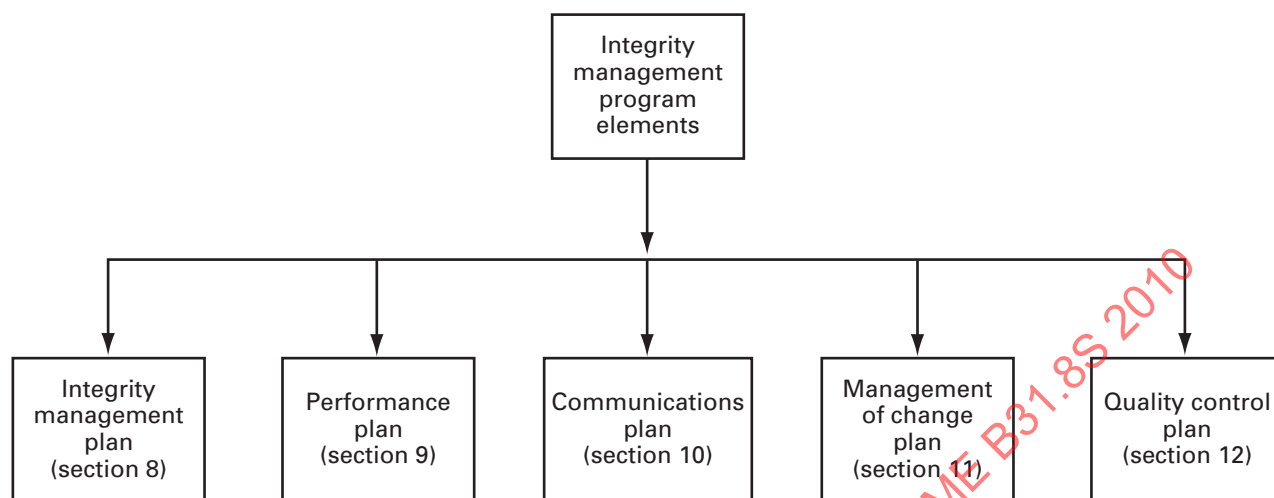 Integrity
management
program
elements
Integrity
management
plan
(section 8)
Performance
plan
(section 9)
Communications
plan
(section 10)
Management
of change
plan
(section 11)
Quality control
plan
(section 12)
ME B31.8S 2010